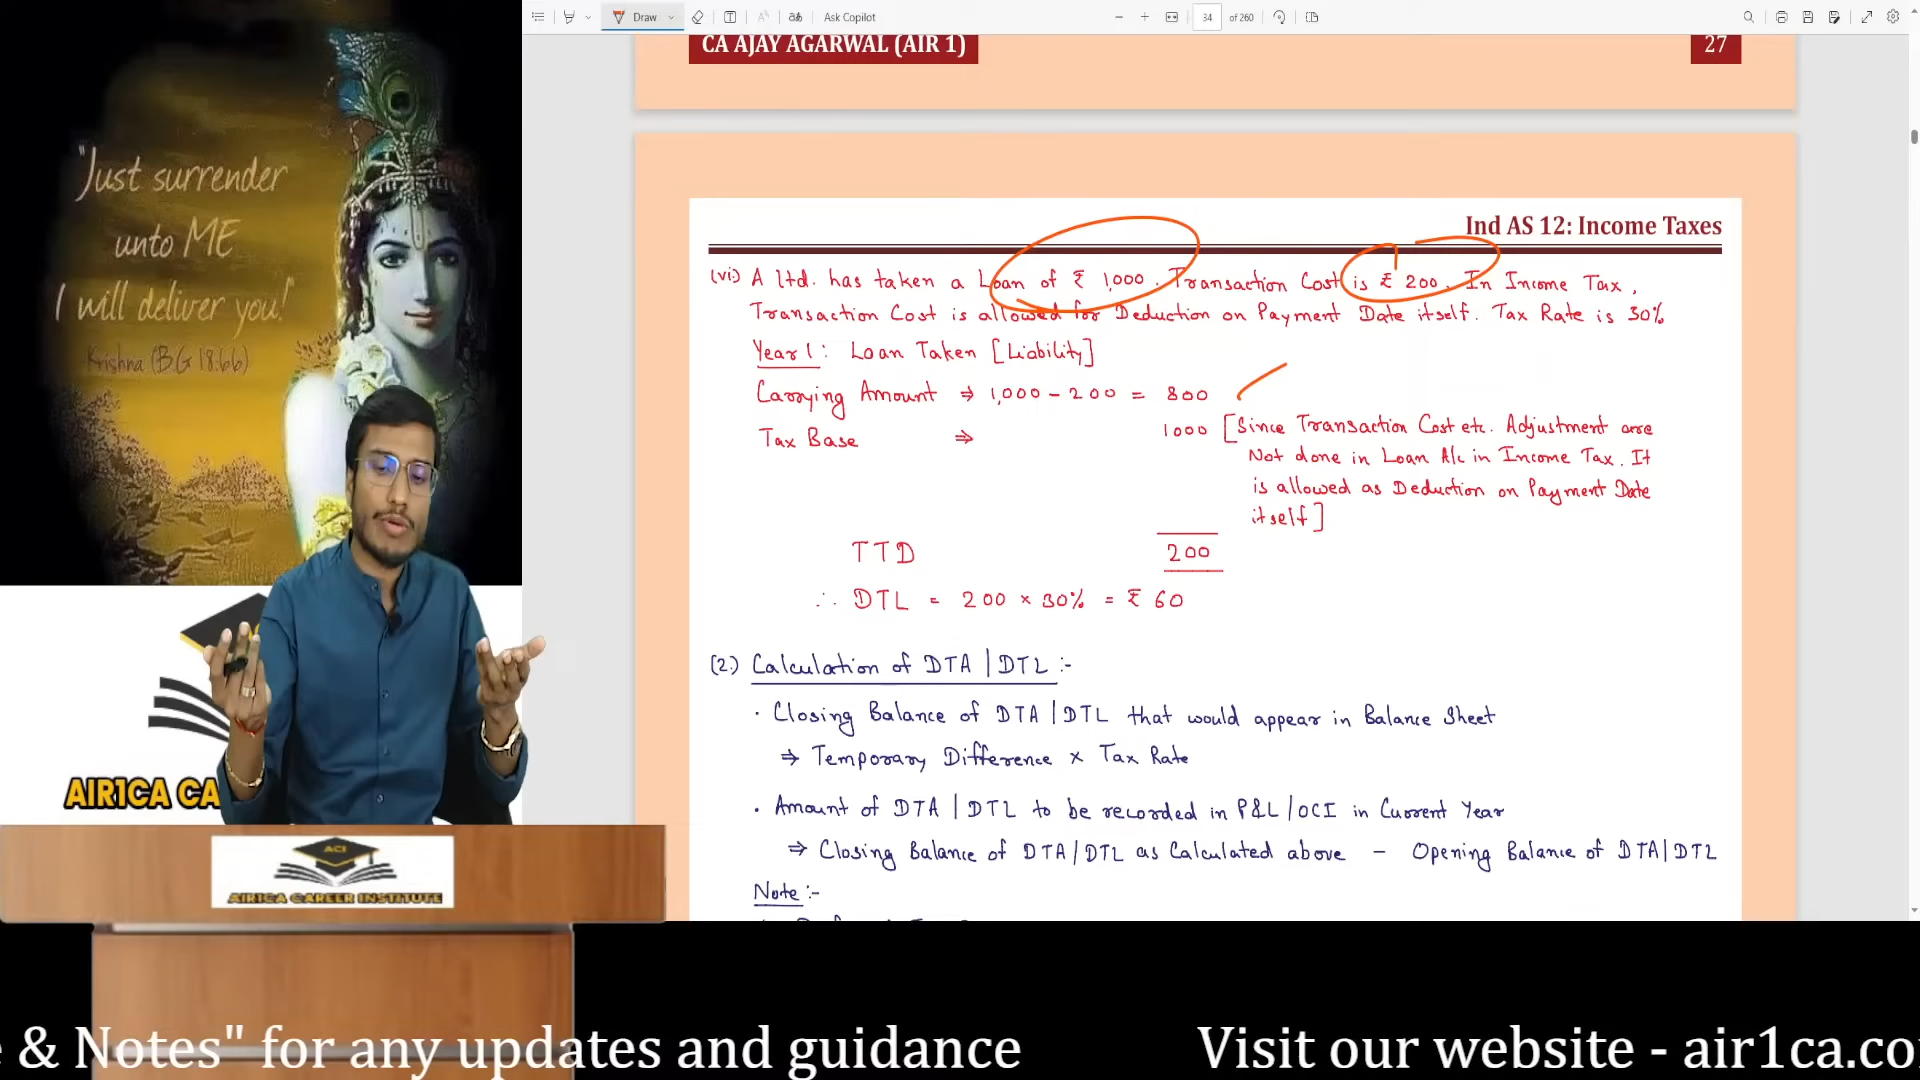 Draw
Ask Copilot
34
of 260
CA AJAY AGARWAL (AIR 1)
27
"Just surrender
unto ME
I will deliver you!"
Krishna (B.G 18:66)
Ind AS 12: Income Taxes
(vi) A ltd. has taken a Loan of ₹ 1,000. Transaction Cost is ₹ 200. In Income Tax,
Transaction Cost is allowed for Deduction on Payment Date itself. Tax Rate is 30%
Year 1: Loan Taken [Liability]
Carrying Amount ⇒ 1,000 - 200 = 800
Tax Base ⇒ 1000 [Since Transaction Cost etc. Adjustment are
Not done in Loan A/c in Income Tax. It
is allowed as Deduction on Payment Date
itself]
TTD 200
∴ DTL = 200 × 30% = ₹ 60
(2.) Calculation of DTA | DTL :-
· Closing Balance of DTA | DTL that would appear in Balance Sheet
⇒ Temporary Difference × Tax Rate
· Amount of DTA | DTL to be recorded in P&L / OCI in Current Year
⇒ Closing Balance of DTA / DTL as Calculated above - Opening Balance of DTA | DTL
Note :-
AIR1CA CA
ACI
AIR1CA CAREER INSTITUTE
& Notes" for any updates and guidance
Visit our website - air1ca.co